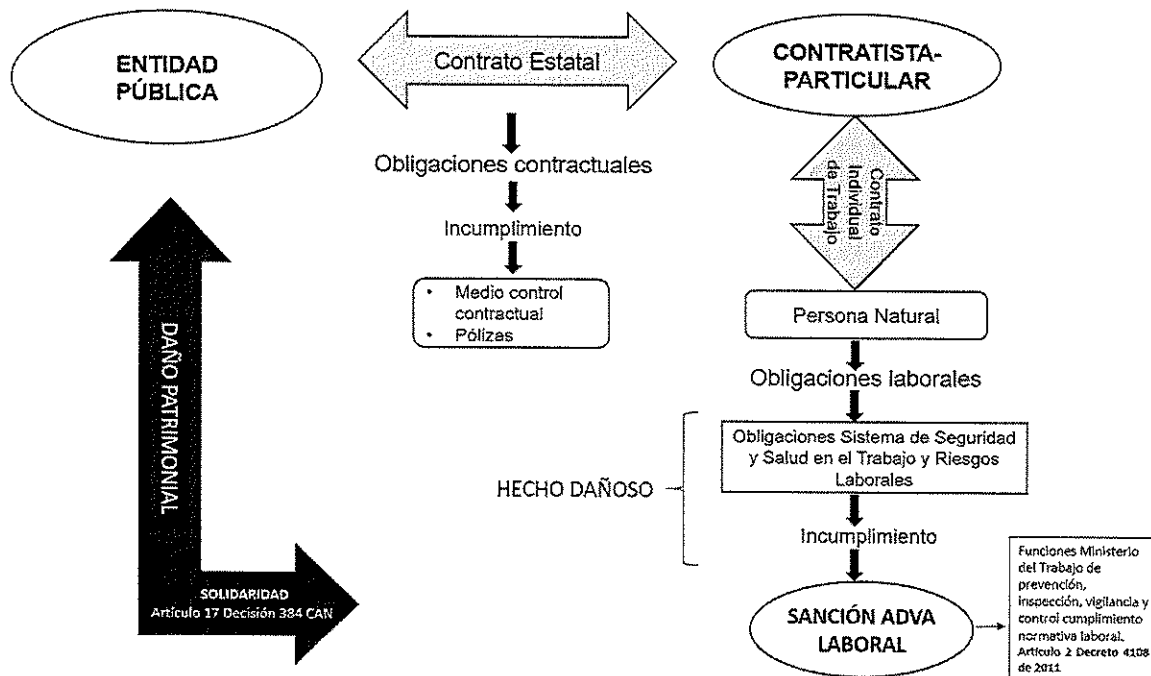 ENTIDAD
PÚBLICA
Contrato Estatal
CONTRATISTA-
PARTICULAR
Obligaciones contractuales
Incumplimiento
• Medio control
contractual
• Pólizas
Contrato
Individual
de Trabajo
Persona Natural
Obligaciones laborales
Obligaciones Sistema de Seguridad
y Salud en el Trabajo y Riesgos
Laborales
HECHO DAÑOSO
Incumplimiento
SANCIÓN ADVA
LABORAL
Funciones Ministerio
del Trabajo de
prevención,
inspección, vigilancia y
control cumplimiento
normativa laboral.
Artículo 2 Decreto 4108
de 2011
DAÑO PATRIMONIAL
SOLIDARIDAD
Artículo 17 Decisión 384 CAN